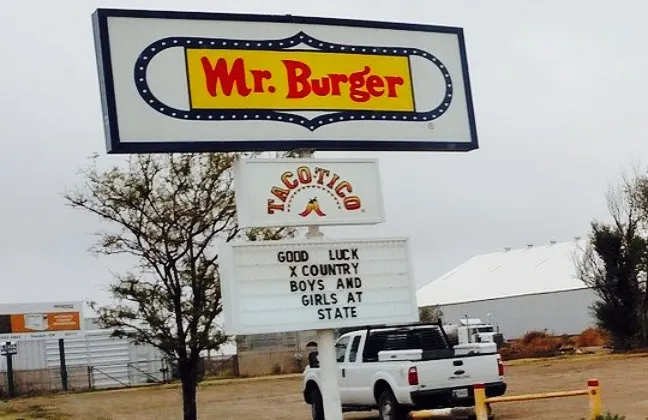 Mr. Burger
TACO·TICO
GOOD LUCK
X COUNTRY
BOYS AND
GIRLS AT
STATE